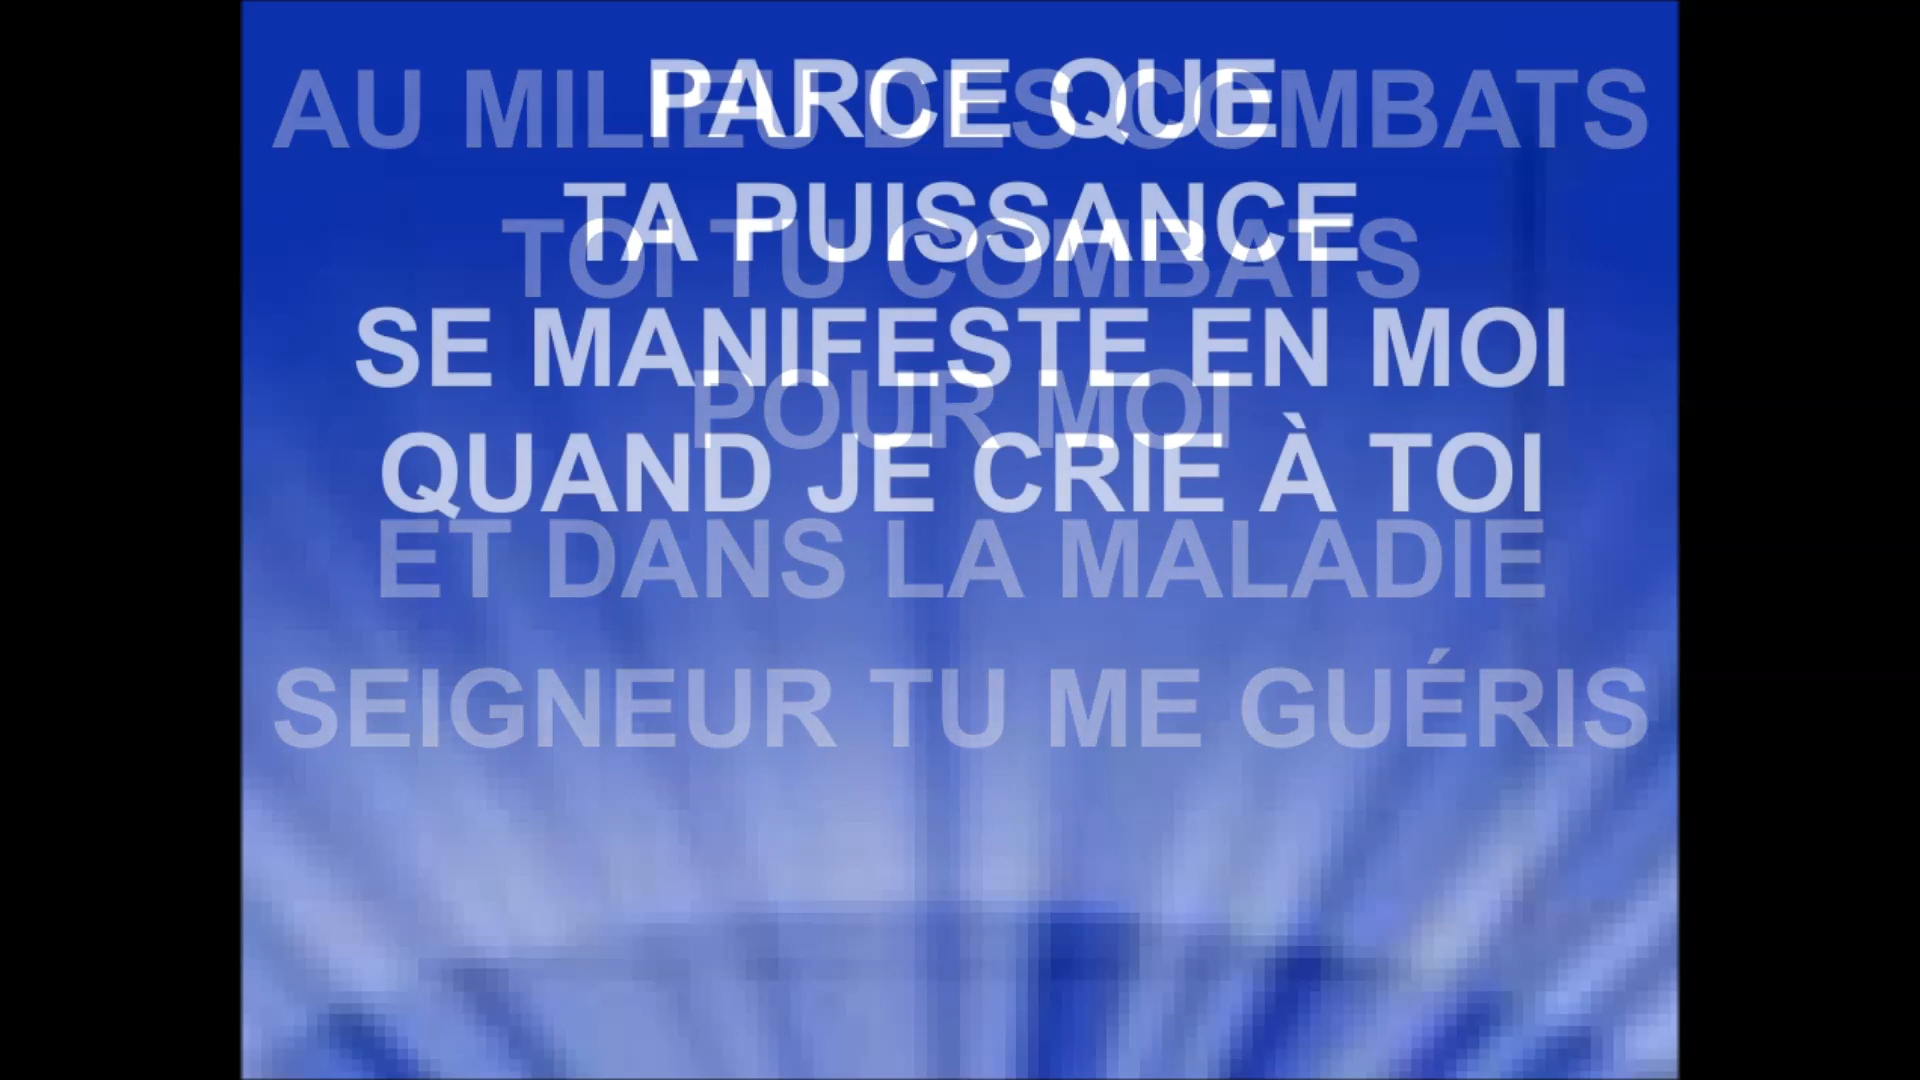 PARCE QUE
TA PUISSANCE
SE MANIFESTE EN MOI
QUAND JE CRIE À TOI
AU MILIEU DES COMBATS
TOI TU COMBATS
POUR MOI
ET DANS LA MALADIE
SEIGNEUR TU ME GUÉRIS